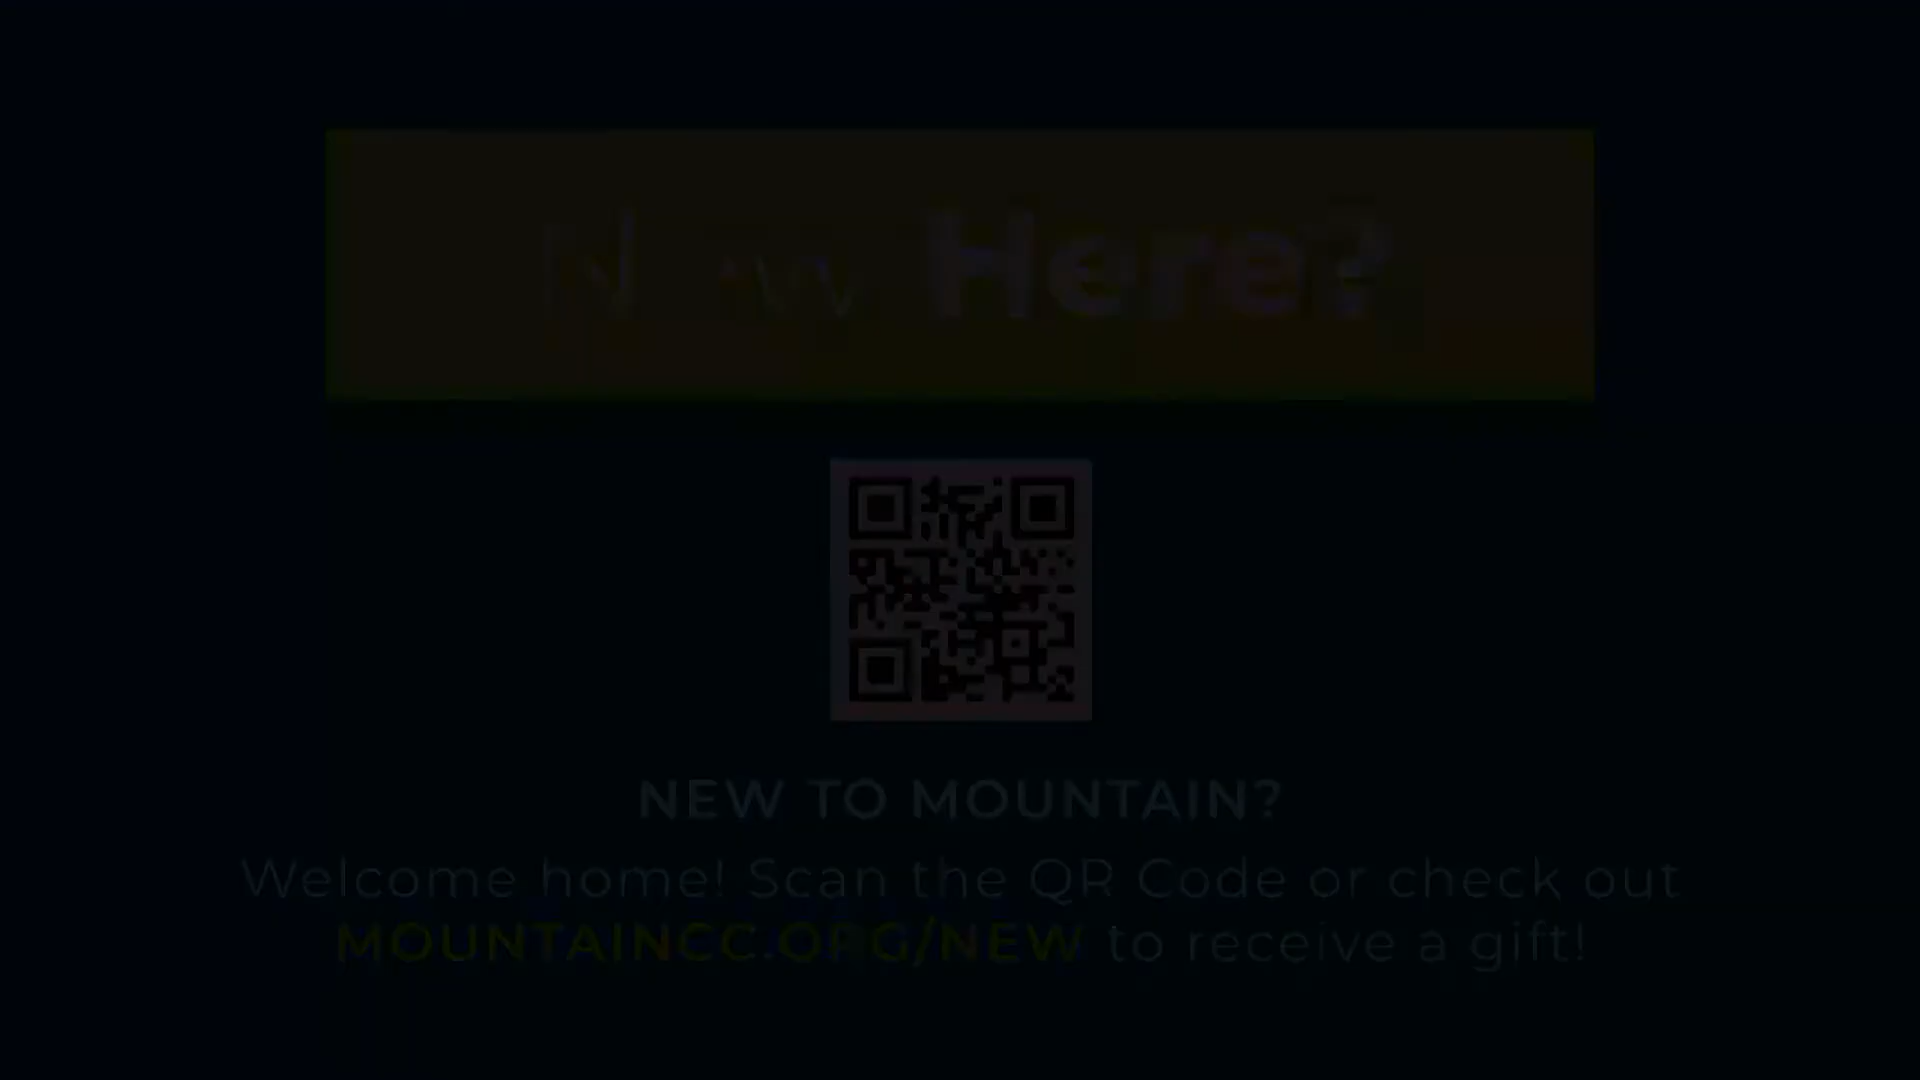 New Here?
NEW TO MOUNTAIN?
Welcome home! Scan the QR Code or check out
MOUNTAINCC.ORG/NEW to receive a gift!